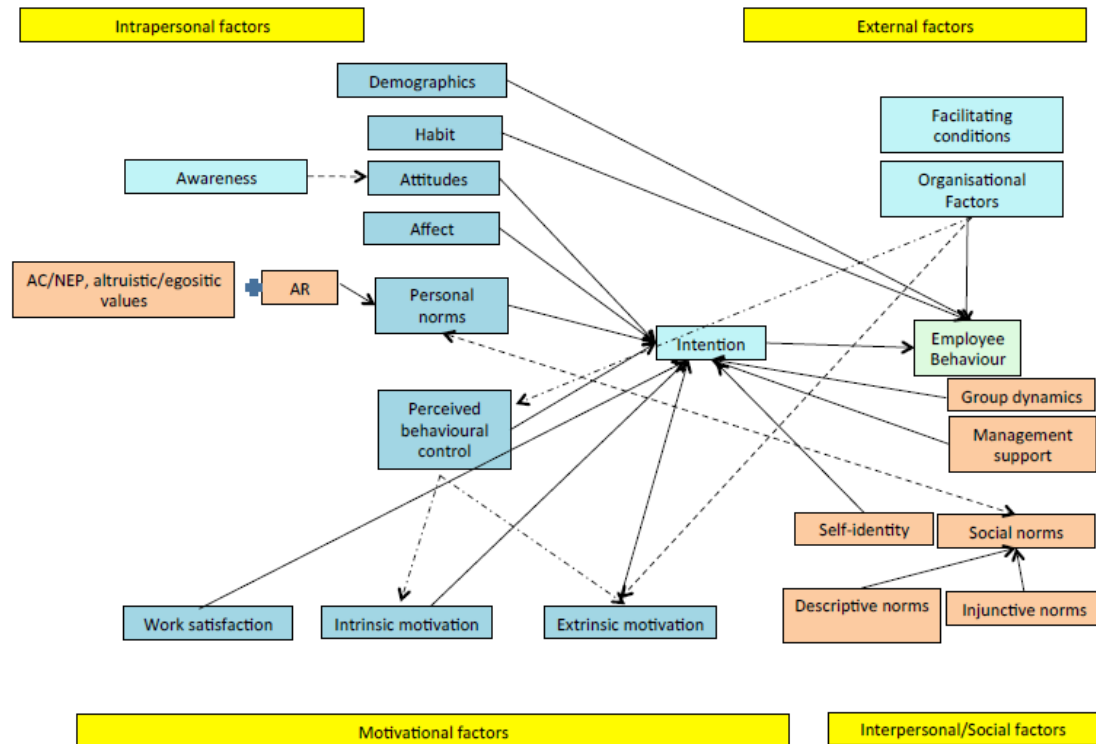 Intrapersonal factors
External factors
Demographics
Facilitating
conditions
Habit
Awareness
Attitudes
Organisational
Factors
Affect
AC/NEP, altruistic/egositic
values
AR
Personal
norms
Intention
Employee
Behaviour
Group dynamics
Perceived
behavioural
control
Management
support
Self-identity
Social norms
Descriptive norms
Injunctive norms
Work satisfaction
Intrinsic motivation
Extrinsic motivation
Motivational factors
Interpersonal/Social factors